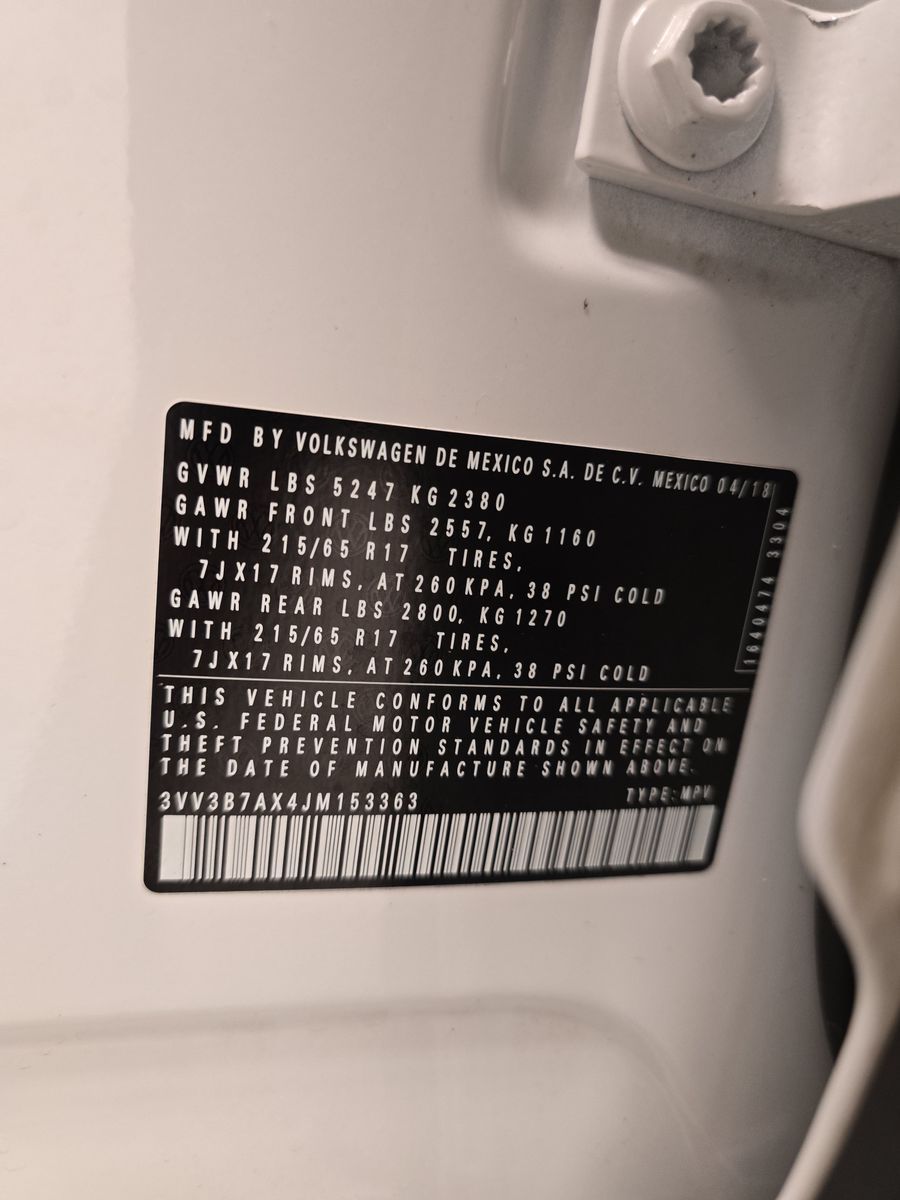 MFD BY VOLKSWAGEN DE MEXICO S.A. DE C.V. MEXICO 04/18
GVWR LBS 5247 KG 2380
GAWR FRONT LBS 2557, KG 1160
WITH 215/65 R17 TIRES,
7JX17 RIMS, AT 260 KPA, 38 PSI COLD
GAWR REAR LBS 2800, KG 1270
WITH 215/65 R17 TIRES,
7JX17 RIMS, AT 260 KPA, 38 PSI COLD
1640474 3304
THIS VEHICLE CONFORMS TO ALL APPLICABLE
U.S. FEDERAL MOTOR VEHICLE SAFETY AND
THEFT PREVENTION STANDARDS IN EFFECT ON
THE DATE OF MANUFACTURE SHOWN ABOVE.
3VV3B7AX4JM153363 TYPE: MPV